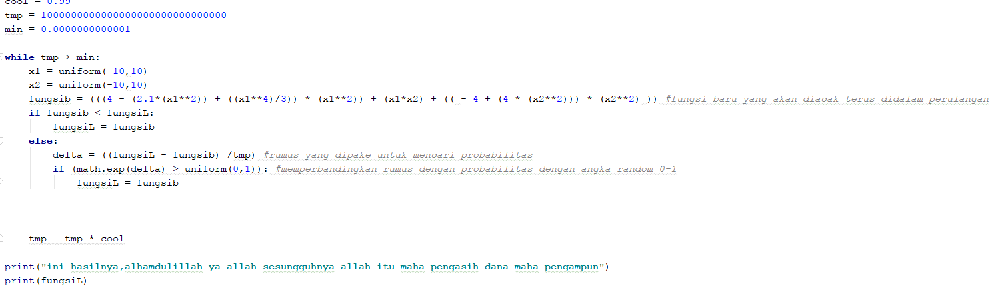 cool = 0.99
tmp = 1000000000000000000000000000000
min = 0.0000000000001
while tmp > min:
x1 = uniform(-10,10)
x2 = uniform(-10,10)
fungsib = (((4 - (2.1*(x1**2)) + ((x1**4)/3)) * (x1**2)) + (x1*x2) + (( - 4 + (4 * (x2**2))) * (x2**2) )) #fungsi baru yang akan diacak terus didalam perulangan
if fungsib < fungsiL:
fungsiL = fungsib
else:
delta = ((fungsiL - fungsib) /tmp) #rumus yang dipake untuk mencari probabilitas
if (math.exp(delta) > uniform(0,1)): #memperbandingkan rumus dengan probabilitas dengan angka random 0-1
fungsiL = fungsib
tmp = tmp * cool
print("ini hasilnya,alhamdulillah ya allah sesungguhnya allah itu maha pengasih dana maha pengampun")
print(fungsiL)